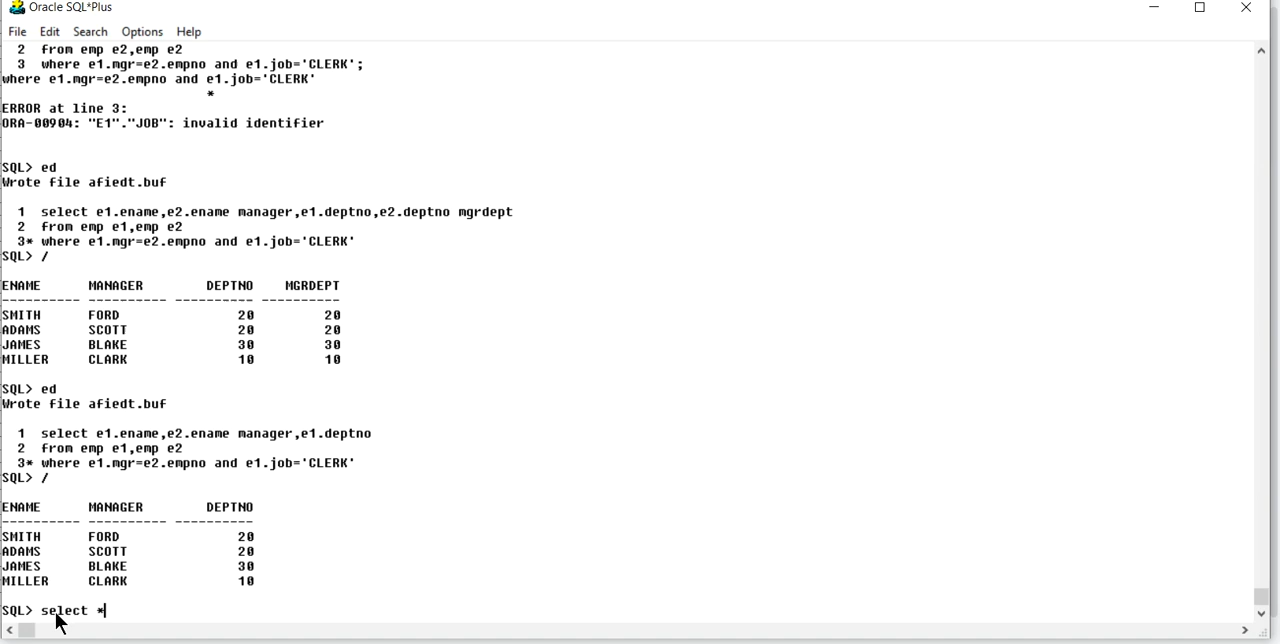 Oracle SQL*Plus
File Edit Search Options Help
2 from emp e2,emp e2
3 where e1.mgr=e2.empno and e1.job='CLERK';
where e1.mgr=e2.empno and e1.job='CLERK'
*
ERROR at line 3:
ORA-00904: "E1"."JOB": invalid identifier
SQL> ed
Wrote file afiedt.buf
1 select e1.ename,e2.ename manager,e1.deptno,e2.deptno mgrdept
2 from emp e1,emp e2
3* where e1.mgr=e2.empno and e1.job='CLERK'
SQL> /
ENAME MANAGER DEPTNO MGRDEPT
---------- ---------- ---------- ----------
SMITH FORD 20 20
ADAMS SCOTT 20 20
JAMES BLAKE 30 30
MILLER CLARK 10 10
SQL> ed
Wrote file afiedt.buf
1 select e1.ename,e2.ename manager,e1.deptno
2 from emp e1,emp e2
3* where e1.mgr=e2.empno and e1.job='CLERK'
SQL> /
ENAME MANAGER DEPTNO
---------- ---------- ----------
SMITH FORD 20
ADAMS SCOTT 20
JAMES BLAKE 30
MILLER CLARK 10
SQL> select *